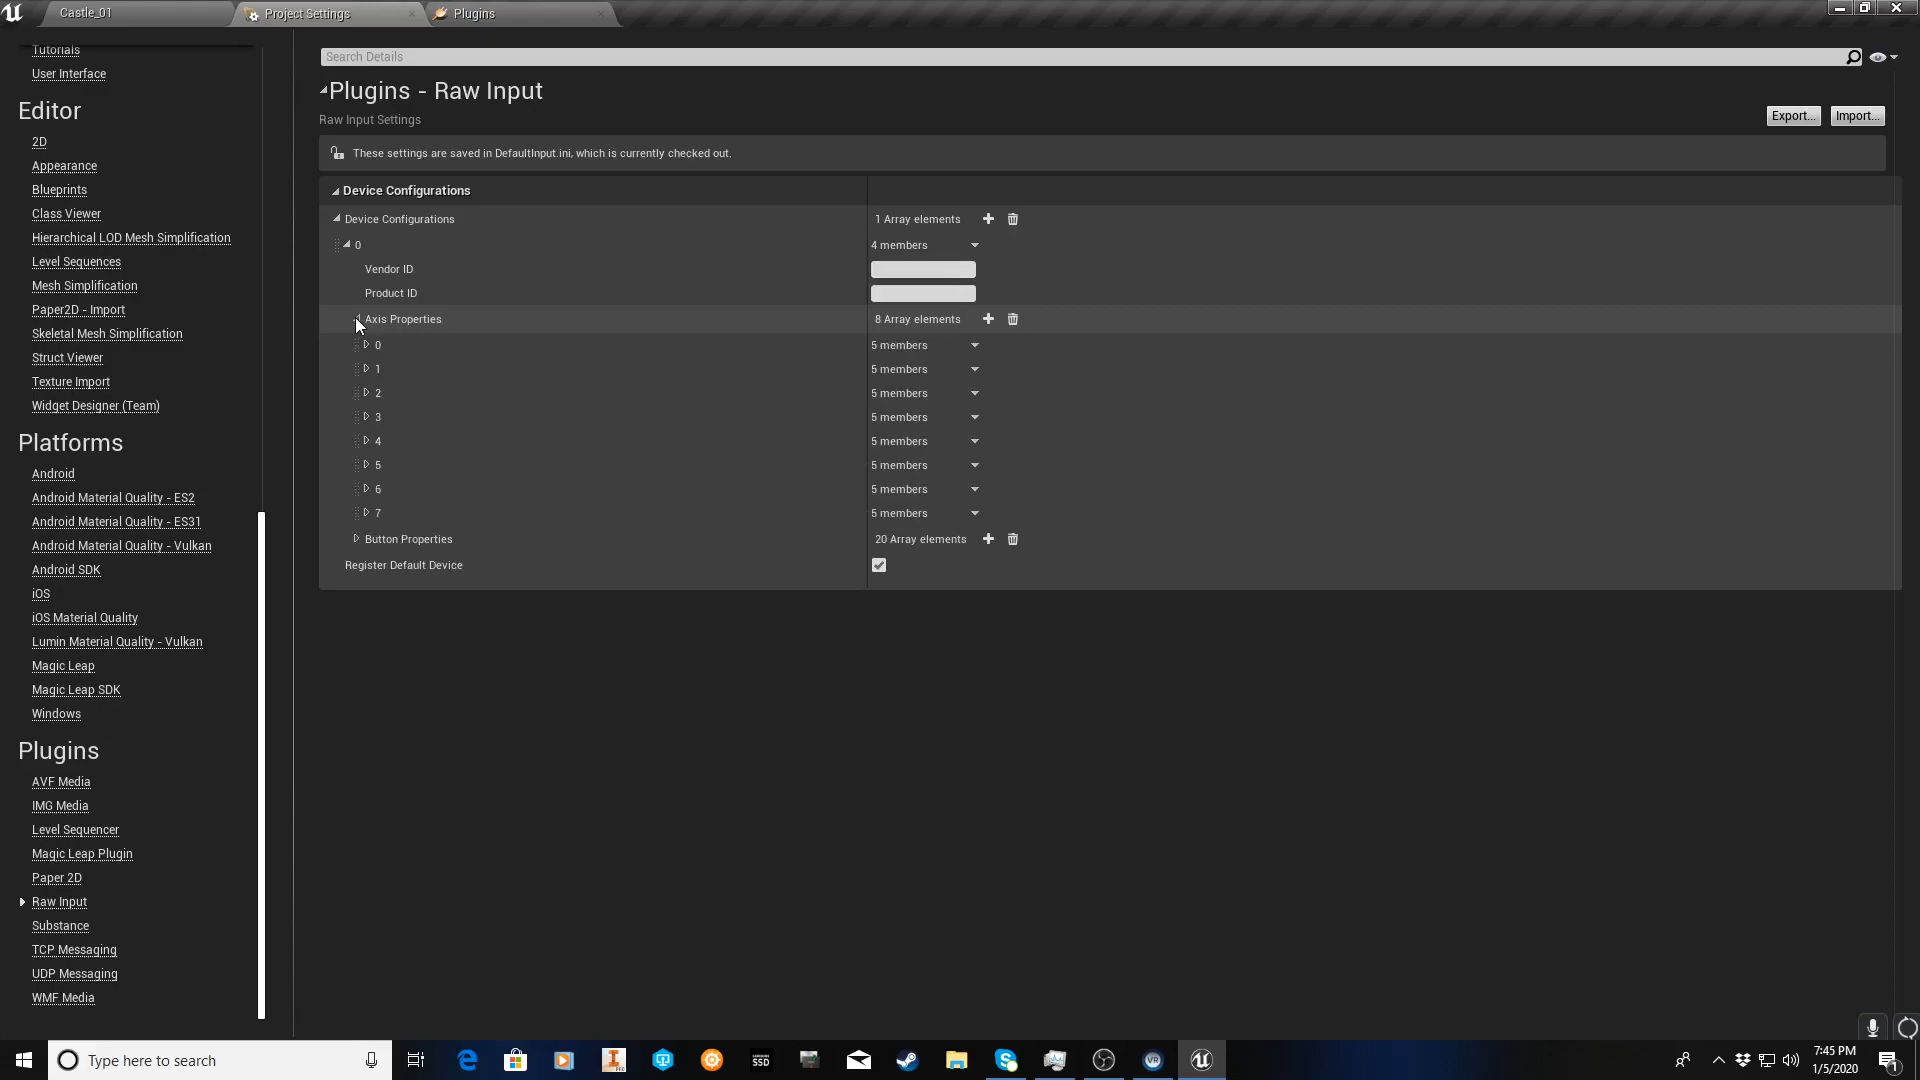 Castle_01
Project Settings
Plugins
Tutorials
User Interface
Editor
2D
Appearance
Blueprints
Class Viewer
Hierarchical LOD Mesh Simplification
Level Sequences
Mesh Simplification
Paper2D - Import
Skeletal Mesh Simplification
Struct Viewer
Texture Import
Widget Designer (Team)
Platforms
Android
Android Material Quality - ES2
Android Material Quality - ES31
Android Material Quality - Vulkan
Android SDK
iOS
iOS Material Quality
Lumin Material Quality - Vulkan
Magic Leap
Magic Leap SDK
Windows
Plugins
AVF Media
IMG Media
Level Sequencer
Magic Leap Plugin
Paper 2D
Raw Input
Substance
TCP Messaging
UDP Messaging
WMF Media
Search Details
Plugins - Raw Input
Raw Input Settings
Export...
Import...
These settings are saved in DefaultInput.ini, which is currently checked out.
Device Configurations
Device Configurations 1 Array elements
0 4 members
Vendor ID
Product ID
Axis Properties 8 Array elements
0 5 members
1 5 members
2 5 members
3 5 members
4 5 members
5 5 members
6 5 members
7 5 members
Button Properties 20 Array elements
Register Default Device
Type here to search
SAMSUNG
SSD
PRO
VR
7:45 PM
1/5/2020
1